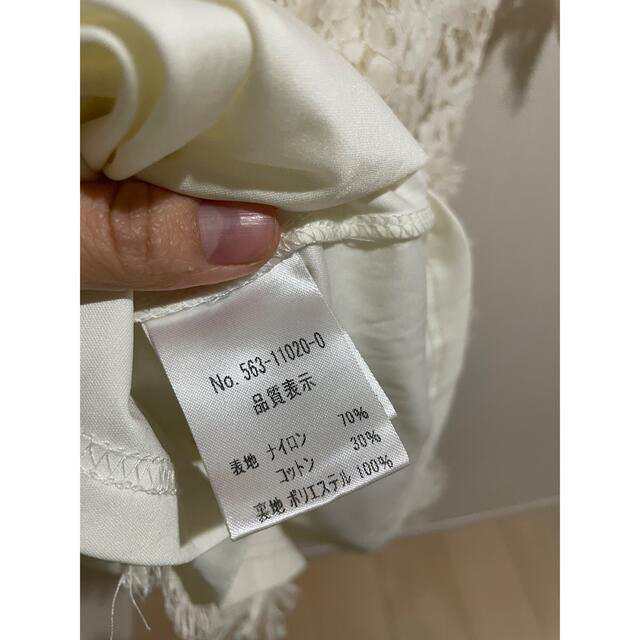 No. 563-11020-0
品質表示
表地 ナイロン 70%
コットン 30%
裏地 ポリエステル 100%